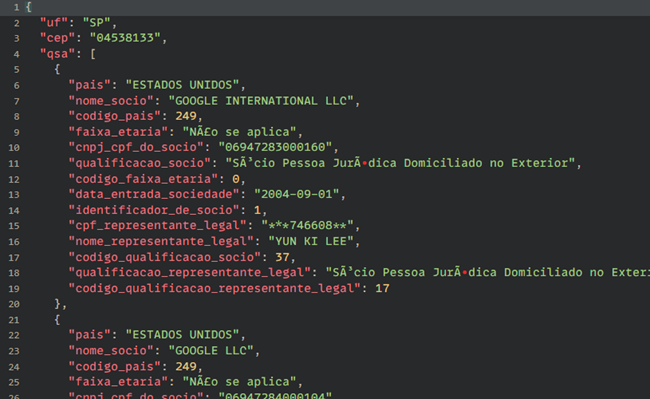 1 {
2 "uf": "SP",
3 "cep": "04538133",
4 "qsa": [
5 {
6 "pais": "ESTADOS UNIDOS",
7 "nome_socio": "GOOGLE INTERNATIONAL LLC",
8 "codigo_pais": 249,
9 "faixa_etaria": "NÃ£o se aplica",
10 "cnpj_cpf_do_socio": "06947283000160",
11 "qualificacao_socio": "SÃ³cio Pessoa JurÃ•dica Domiciliado no Exterior",
12 "codigo_faixa_etaria": 0,
13 "data_entrada_sociedade": "2004-09-01",
14 "identificador_de_socio": 1,
15 "cpf_representante_legal": "***746608**",
16 "nome_representante_legal": "YUN KI LEE",
17 "codigo_qualificacao_socio": 37,
18 "qualificacao_representante_legal": "SÃ³cio Pessoa JurÃ•dica Domiciliado no Exteri
19 "codigo_qualificacao_representante_legal": 17
20 },
21 {
22 "pais": "ESTADOS UNIDOS",
23 "nome_socio": "GOOGLE LLC",
24 "codigo_pais": 249,
25 "faixa_etaria": "NÃ£o se aplica",
26 "cnpj_cpf_do_socio": "06947284000104"